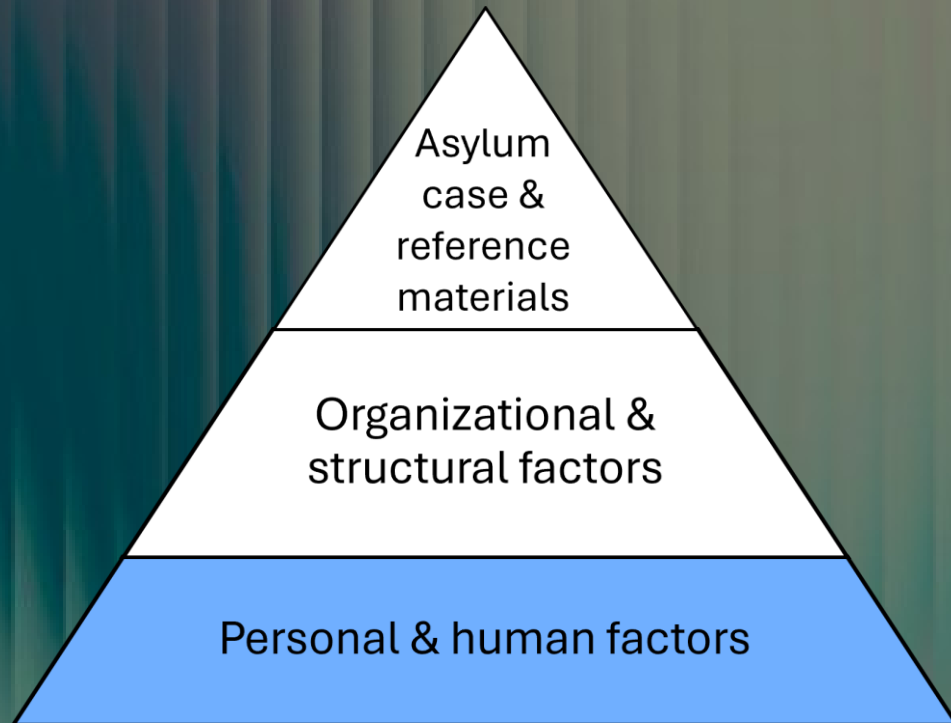 Asylum
case &
reference
materials
Organizational &
structural factors
Personal & human factors